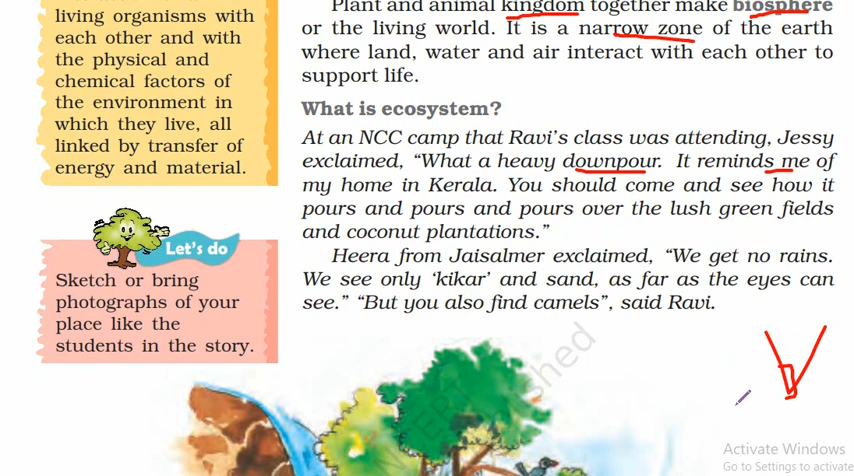 living organisms with
each other and with
the physical and
chemical factors of
the environment in
which they live, all
linked by transfer of
energy and material.
Let's do
Sketch or bring
photographs of your
place like the
students in the story.
Plant and animal kingdom together make biosphere
or the living world. It is a narrow zone of the earth
where land, water and air interact with each other to
support life.
What is ecosystem?
At an NCC camp that Ravi's class was attending, Jessy
exclaimed, “What a heavy downpour. It reminds me of
my home in Kerala. You should come and see how it
pours and pours and pours over the lush green fields
and coconut plantations.”
Heera from Jaisalmer exclaimed, “We get no rains.
We see only ‘kikar’ and sand, as far as the eyes can
see.” “But you also find camels”, said Ravi.
Activate Windows
Go to Settings to activate